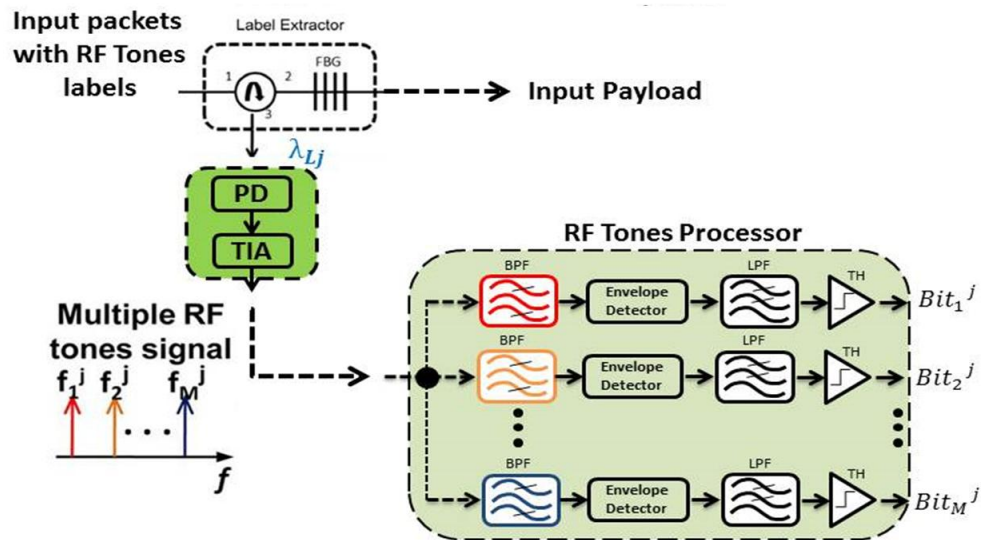 Input packets
with RF Tones
labels
Label Extractor
1
2
3
FBG
Input Payload
λLj
PD
TIA
Multiple RF
tones signal
f1j f2j fMj
. . .
f
RF Tones Processor
BPF
Envelope
Detector
LPF
TH
Bit1j
BPF
Envelope
Detector
LPF
TH
Bit2j
BPF
Envelope
Detector
LPF
TH
BitMj